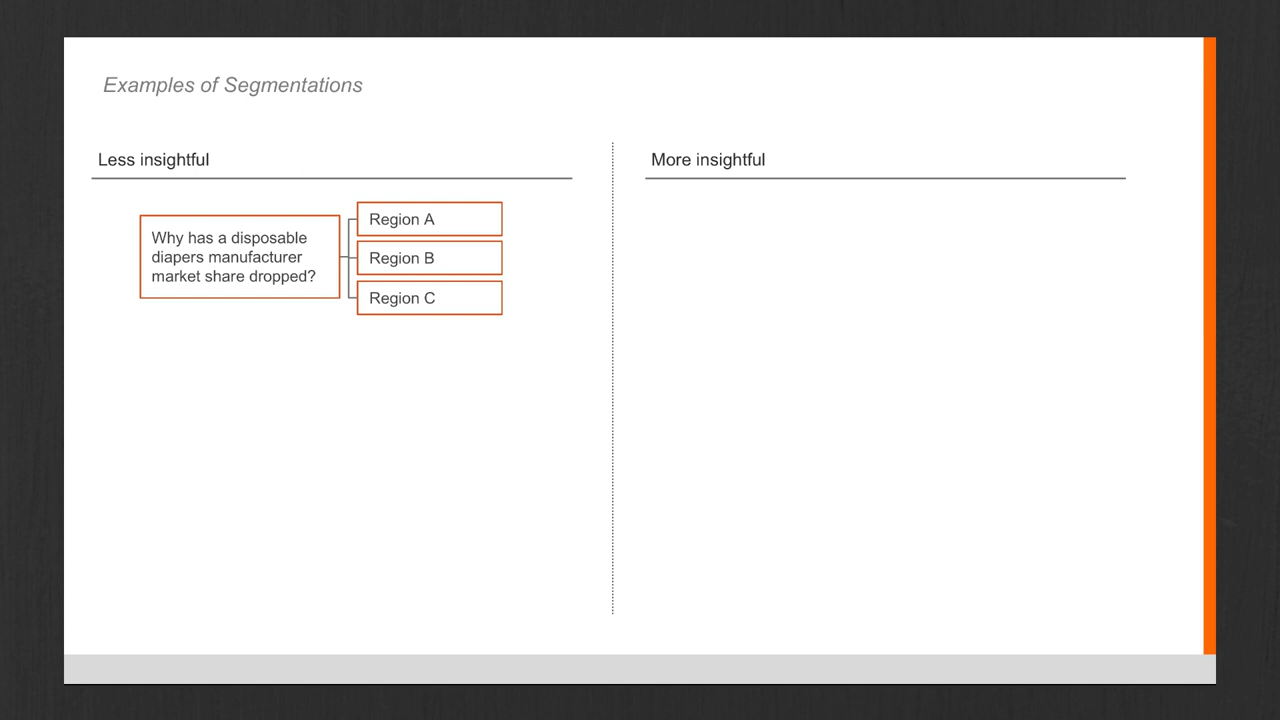 Examples of Segmentations
Less insightful
Why has a disposable
diapers manufacturer
market share dropped?
Region A
Region B
Region C
More insightful